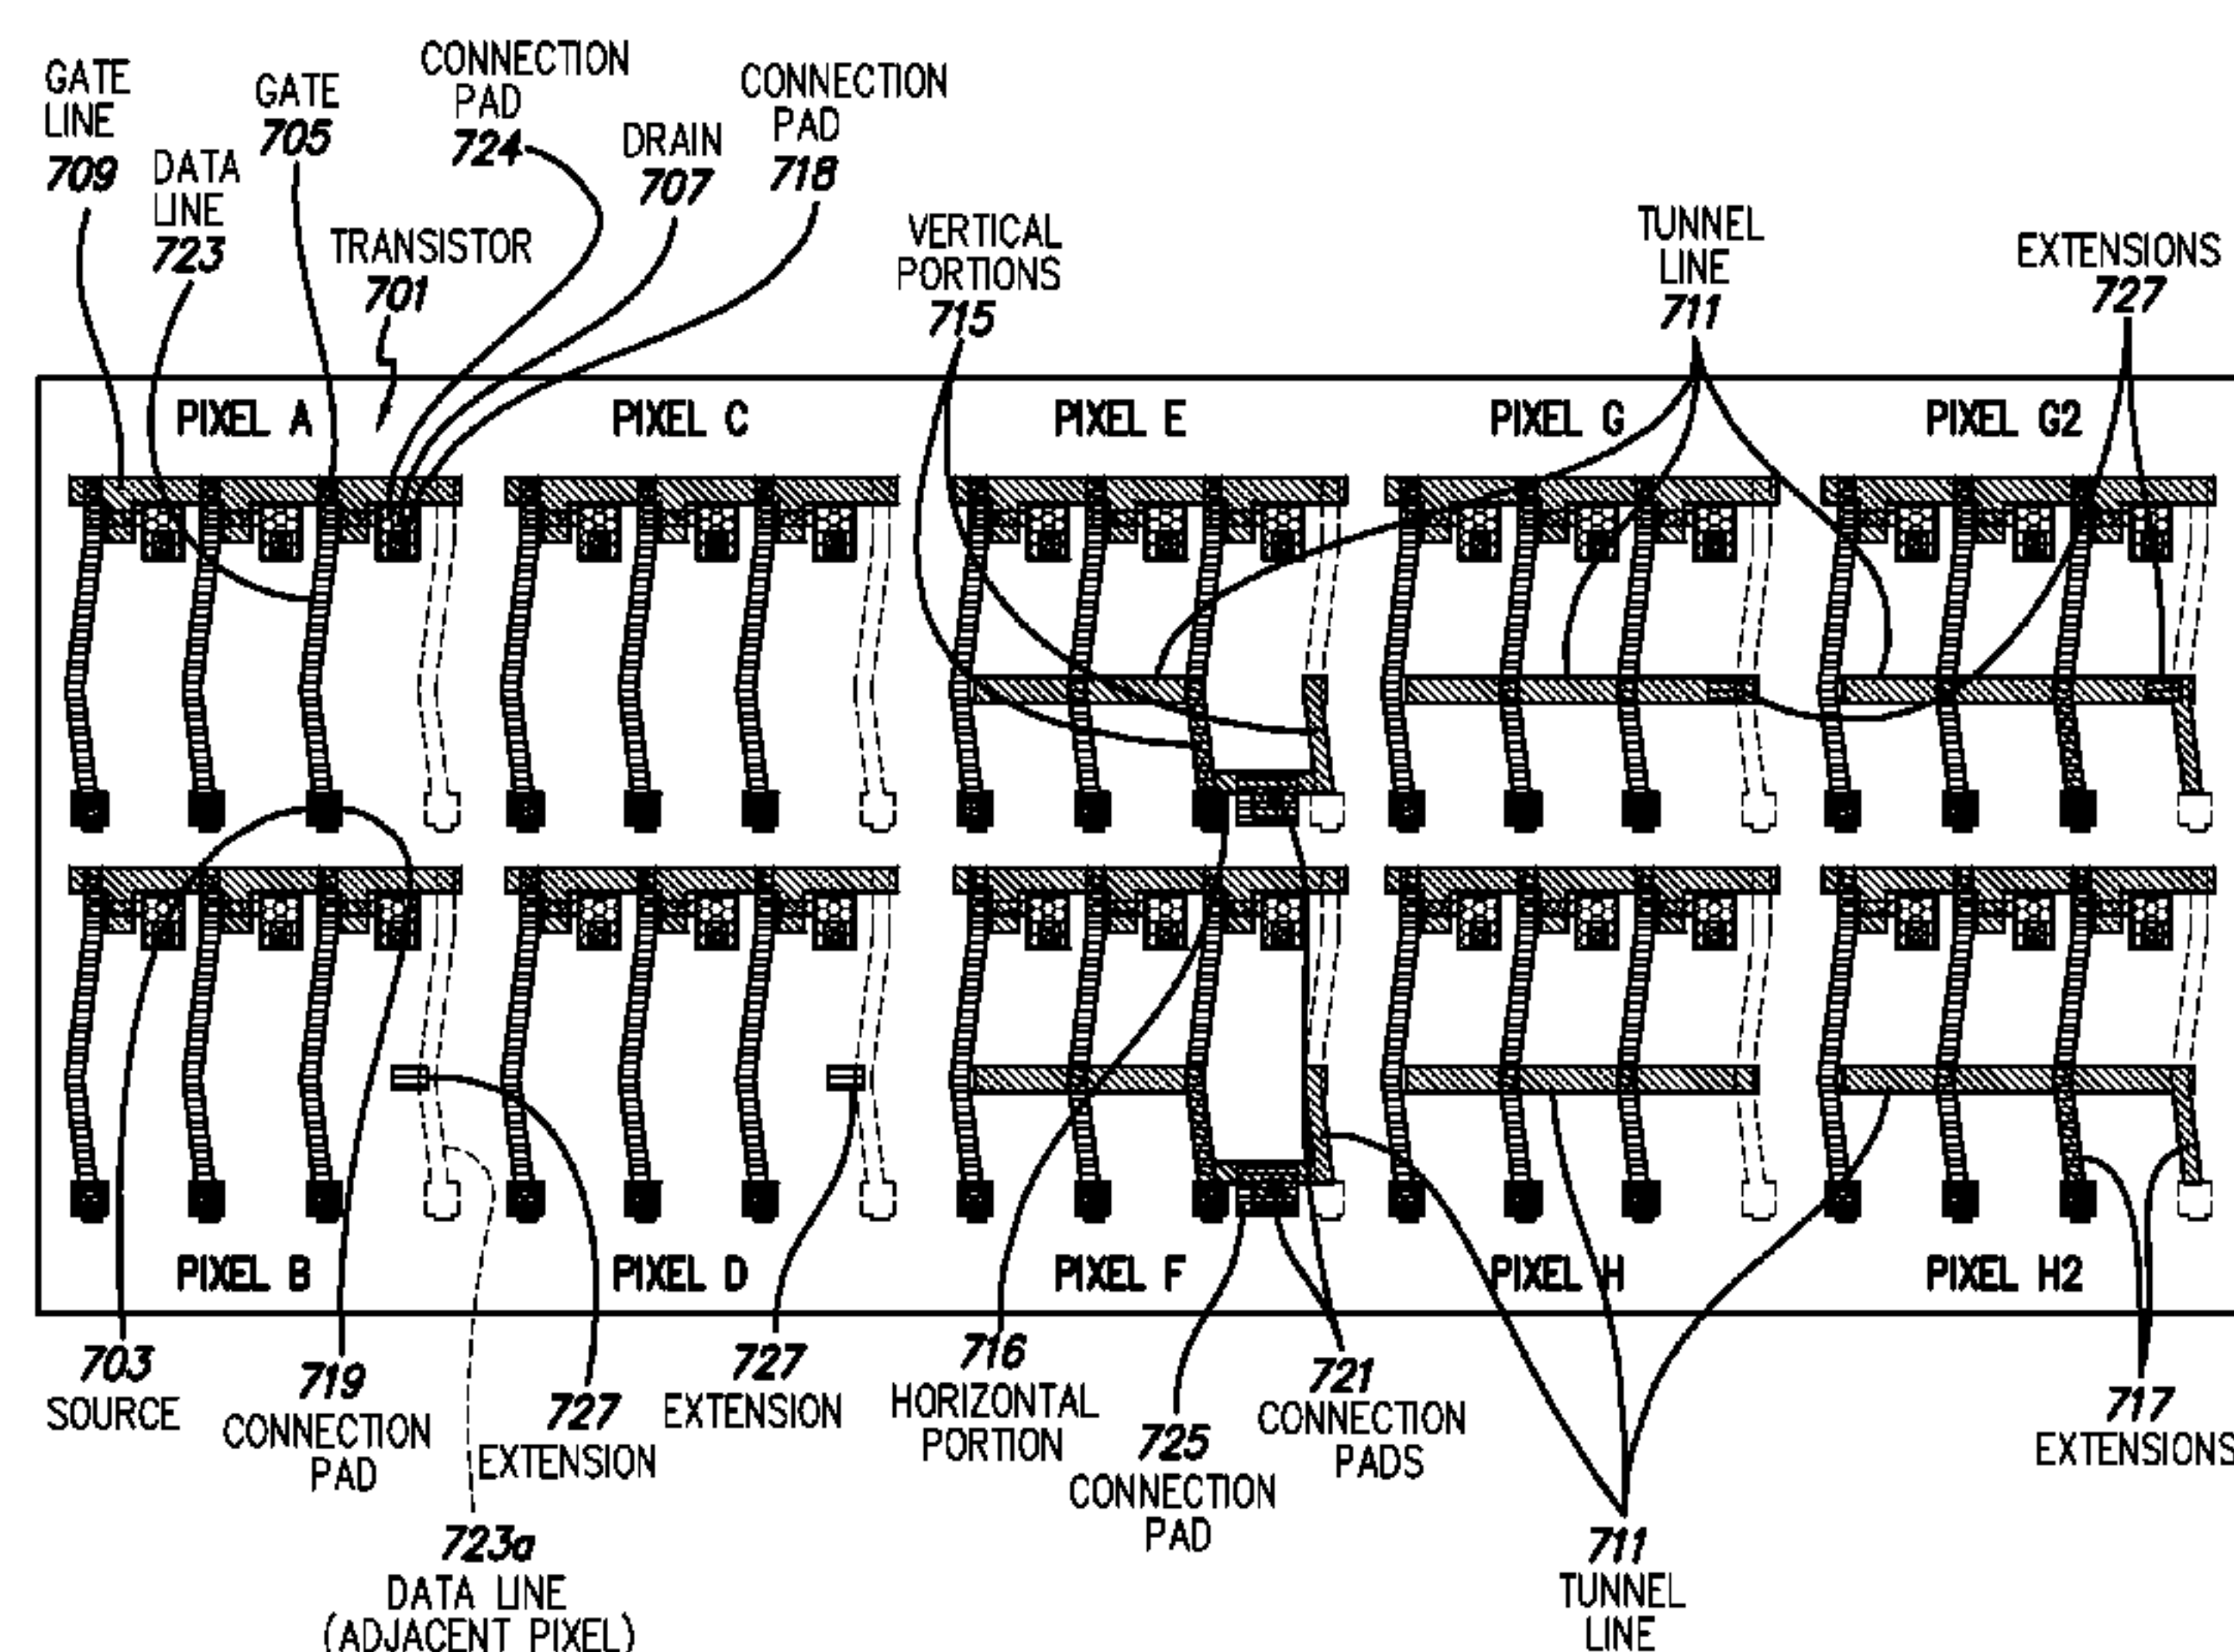 GATE
LINE
709
DATA
LINE
723
GATE
705
TRANSISTOR
701
CONNECTION
PAD
724
DRAIN
707
CONNECTION
PAD
718
VERTICAL
PORTIONS
715
TUNNEL
LINE
711
EXTENSIONS
727
PIXEL A
PIXEL C
PIXEL E
PIXEL G
PIXEL G2
PIXEL B
PIXEL D
PIXEL F
PIXEL H
PIXEL H2
703
SOURCE
719
CONNECTION
PAD
723a
DATA LINE
(ADJACENT PIXEL)
727
EXTENSION
727
EXTENSION
716
HORIZONTAL
PORTION
725
CONNECTION
PAD
721
CONNECTION
PADS
711
TUNNEL
LINE
717
EXTENSIONS